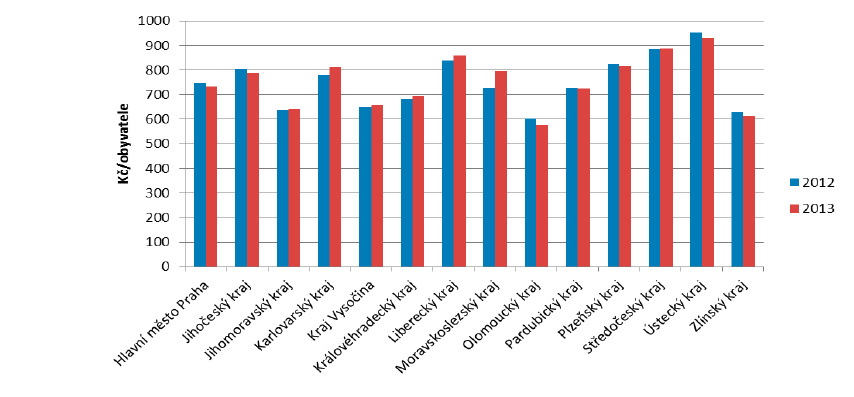 1000
900
800
700
600
500
400
300
200
100
0
Kč/obyvatele
Hlavní město Praha
Jihočeský kraj
Jihomoravský kraj
Karlovarský kraj
Kraj Vysočina
Královéhradecký kraj
Liberecký kraj
Moravskoslezský kraj
Olomoucký kraj
Pardubický kraj
Plzeňský kraj
Středočeský kraj
Ústecký kraj
Zlínský kraj
2012
2013